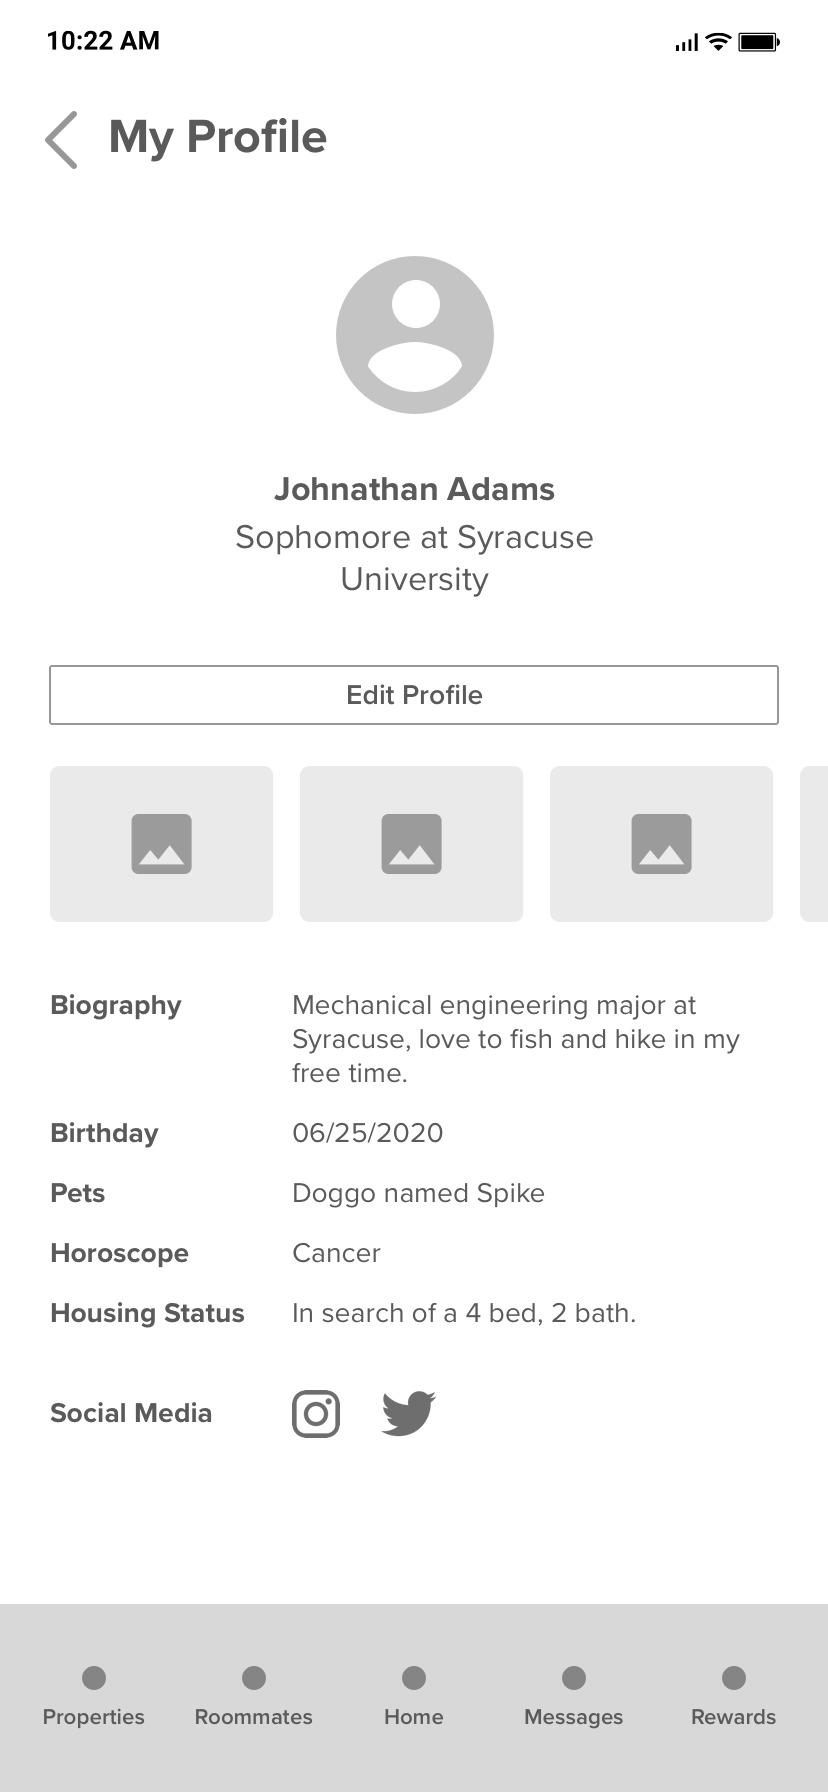 10:22 AM
My Profile
Johnathan Adams
Sophomore at Syracuse
University
Edit Profile
Biography
Mechanical engineering major at
Syracuse, love to fish and hike in my
free time.
Birthday
06/25/2020
Pets
Doggo named Spike
Horoscope
Cancer
Housing Status
In search of a 4 bed, 2 bath.
Social Media
Properties
Roommates
Home
Messages
Rewards